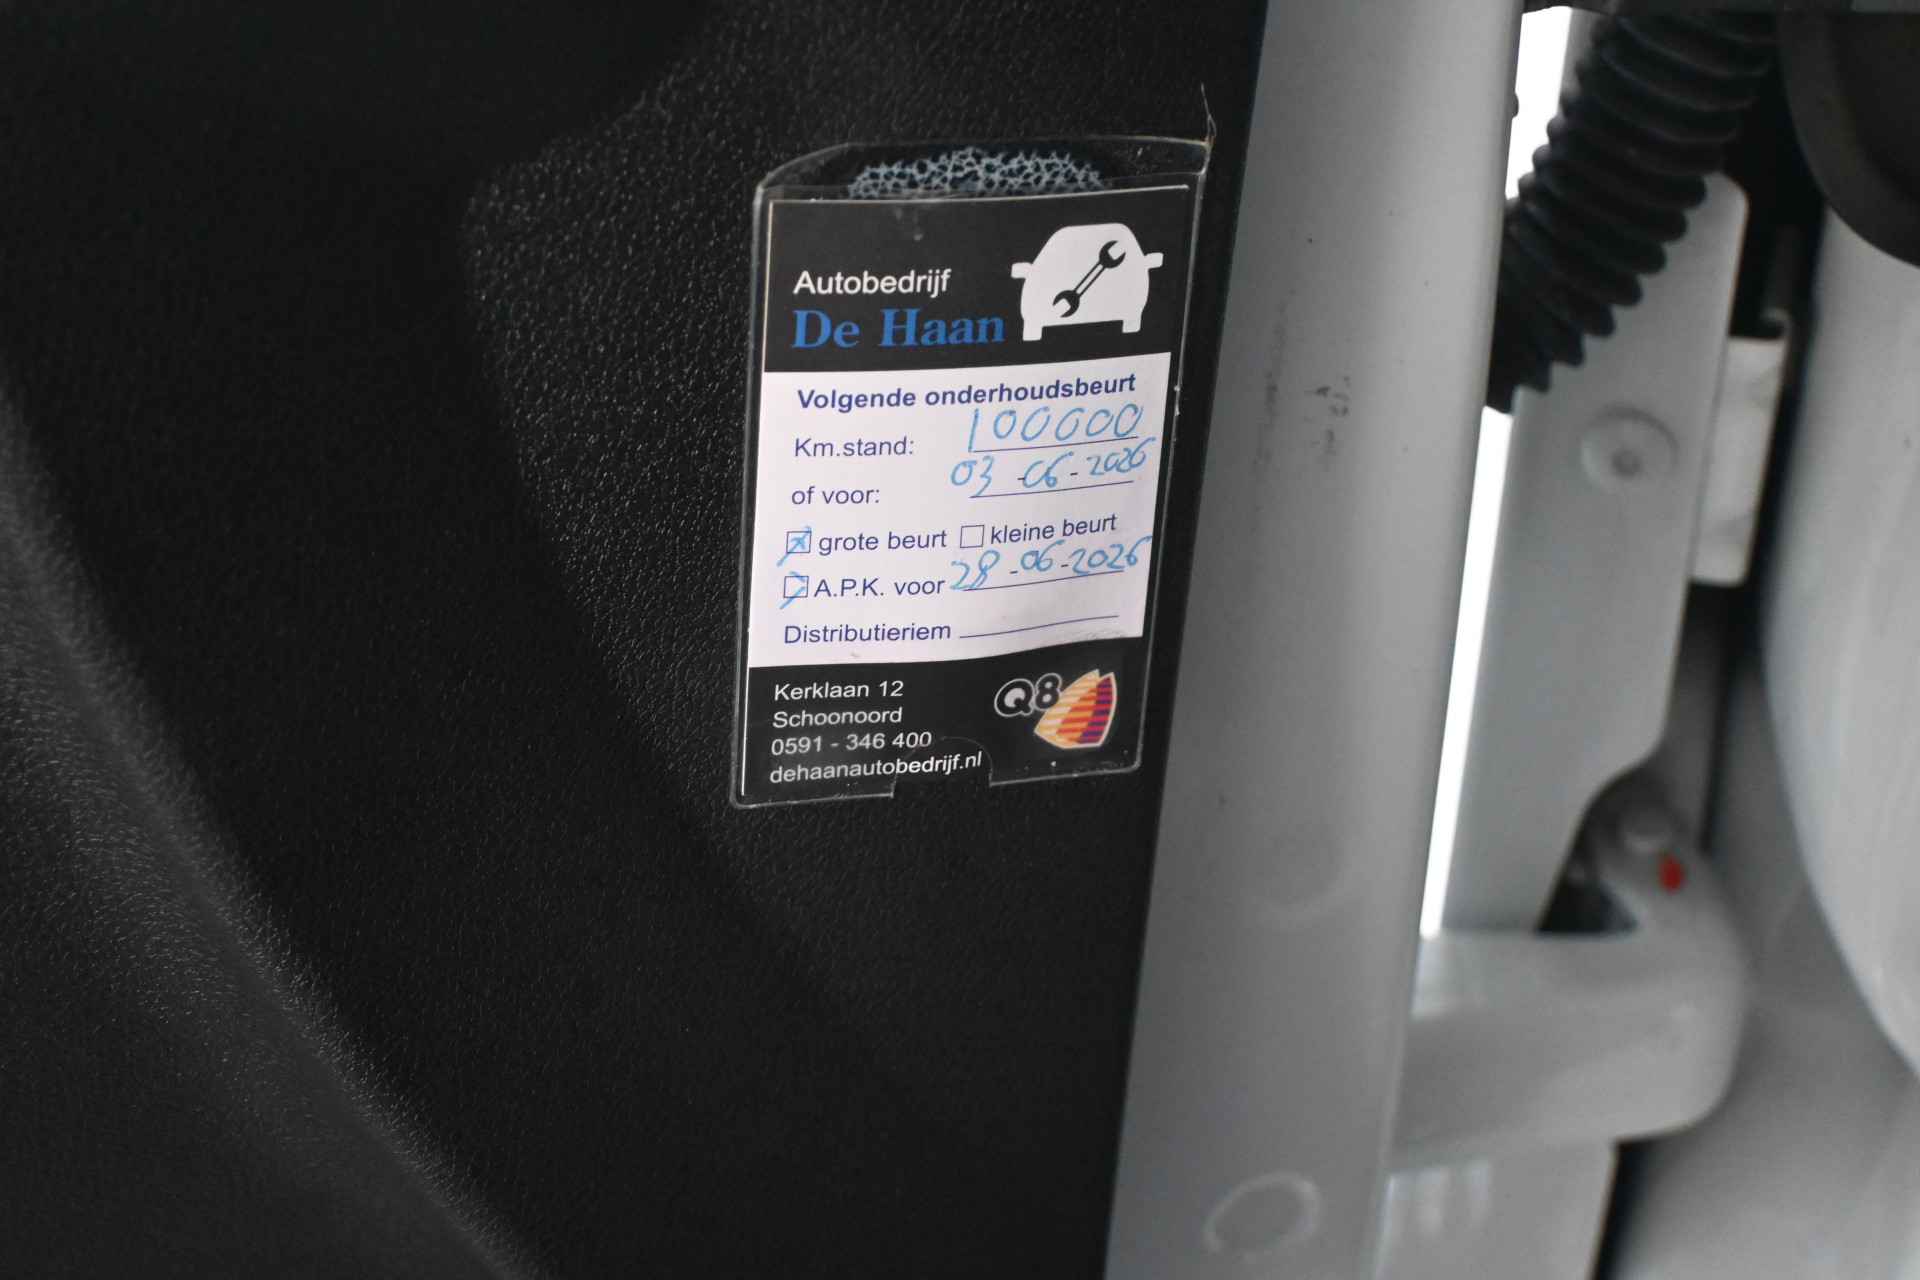 Autobedrijf
De Haan
Volgende onderhoudsbeurt
Km.stand: 100000
of voor: 03-06-2026
grote beurt kleine beurt
A.P.K. voor 28-06-2026
Distributieriem
Kerklaan 12
Schoonoord
0591 - 346 400
dehaanautobedrijf.nl
Q8